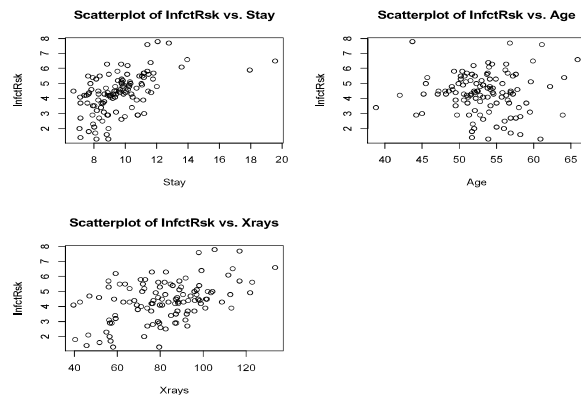 Scatterplot of InfctRsk vs. Stay
InfctRsk
8
7
6
5
4
3
2
8 10 12 14 16 18 20
Stay
Scatterplot of InfctRsk vs. Age
InfctRsk
8
7
6
5
4
3
2
40 45 50 55 60 65
Age
Scatterplot of InfctRsk vs. Xrays
InfctRsk
8
7
6
5
4
3
2
40 60 80 100 120
Xrays